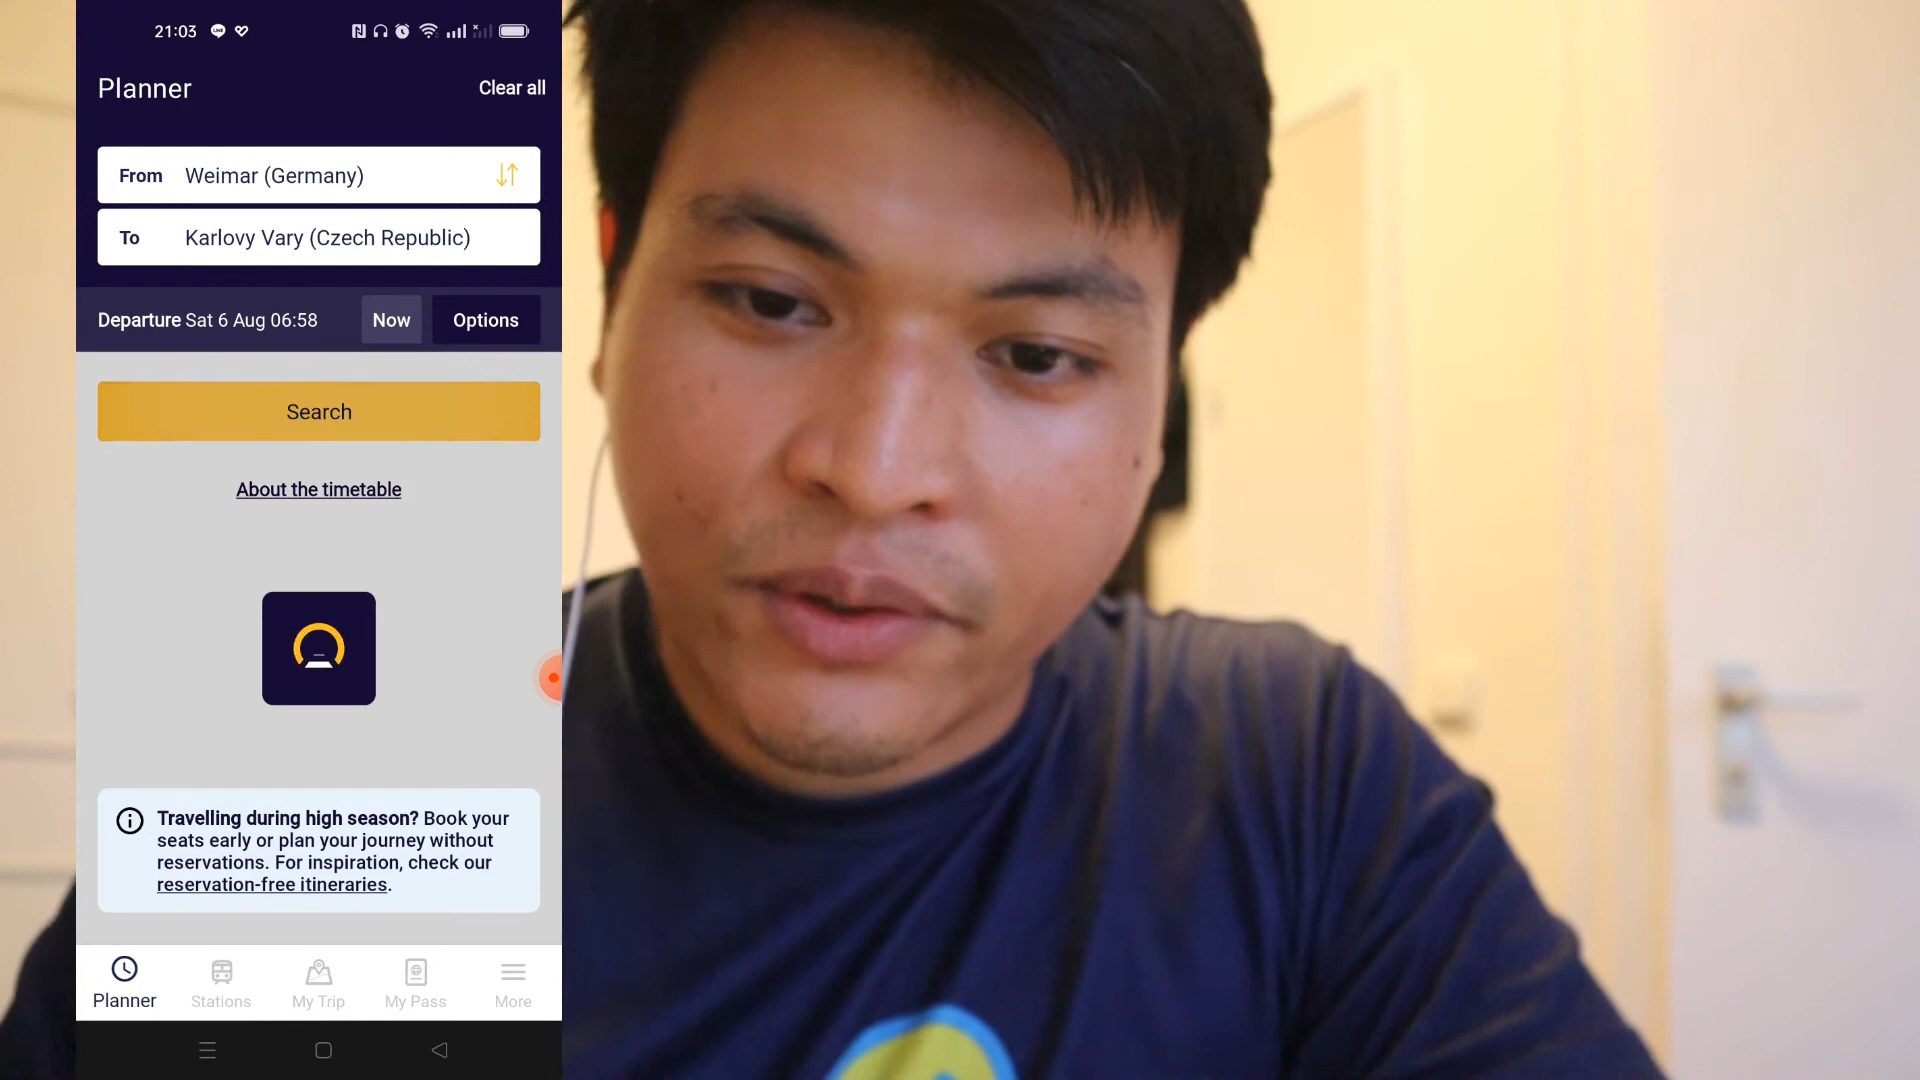 21:03
Planner
Clear all
From Weimar (Germany)
To Karlovy Vary (Czech Republic)
Departure Sat 6 Aug 06:58
Now
Options
Search
About the timetable
Travelling during high season? Book your
seats early or plan your journey without
reservations. For inspiration, check our
reservation-free itineraries.
Planner
Stations
My Trip
My Pass
More